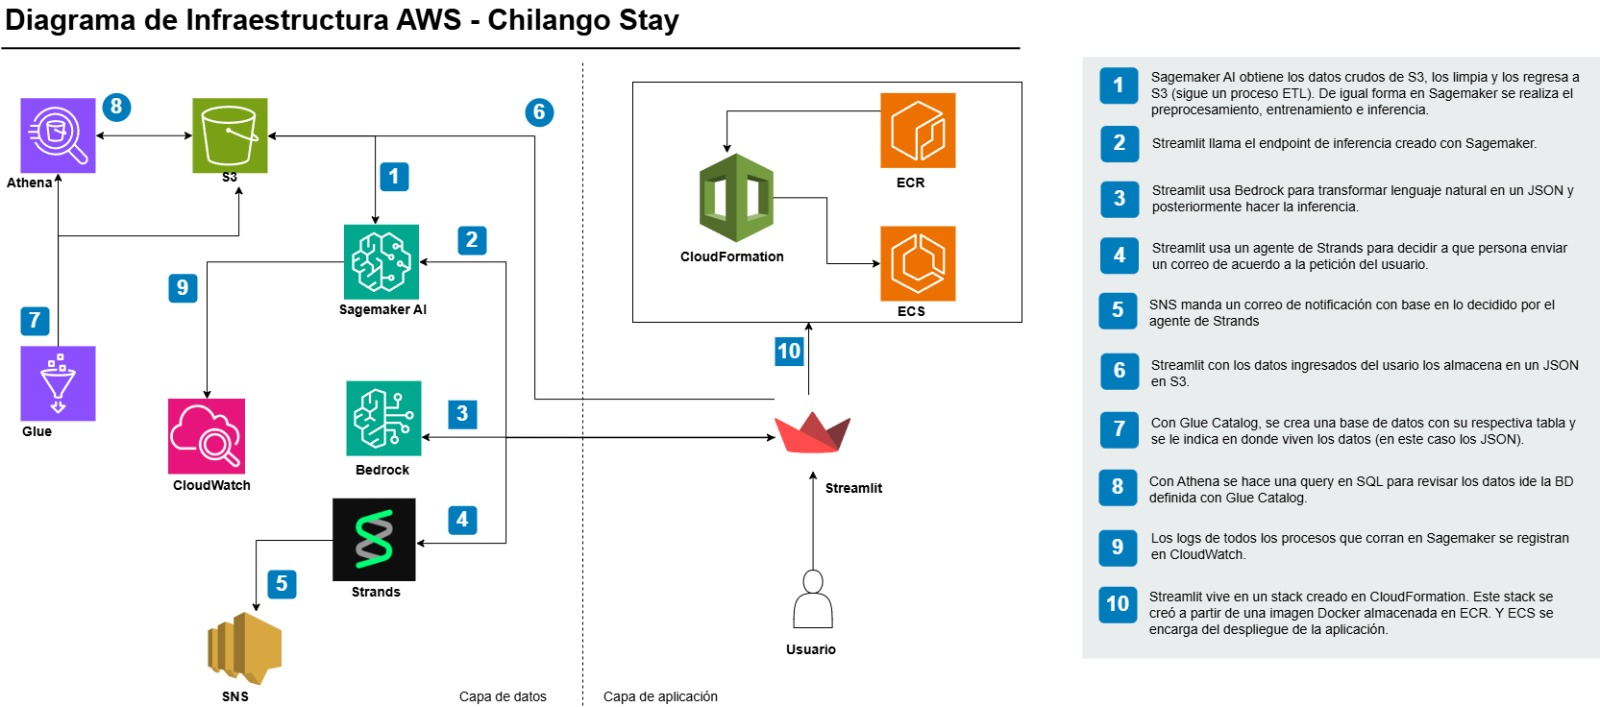 Diagrama de Infraestructura AWS - Chilango Stay
8
6
Athena
S3
1
2
9
Sagemaker AI
7
Glue
CloudWatch
3
Bedrock
4
Strands
5
SNS
Capa de datos
ECR
CloudFormation
ECS
10
Streamlit
Usuario
Capa de aplicación
1
Sagemaker AI obtiene los datos crudos de S3, los limpia y los regresa a
S3 (sigue un proceso ETL). De igual forma en Sagemaker se realiza el
preprocesamiento, entrenamiento e inferencia.
2
Streamlit llama el endpoint de inferencia creado con Sagemaker.
3
Streamlit usa Bedrock para transformar lenguaje natural en un JSON y
posteriormente hacer la inferencia.
4
Streamlit usa un agente de Strands para decidir a que persona enviar
un correo de acuerdo a la petición del usuario.
5
SNS manda un correo de notificación con base en lo decidido por el
agente de Strands
6
Streamlit con los datos ingresados del usario los almacena en un JSON
en S3.
7
Con Glue Catalog, se crea una base de datos con su respectiva tabla y
se le indica en donde viven los datos (en este caso los JSON).
8
Con Athena se hace una query en SQL para revisar los datos ide la BD
definida con Glue Catalog.
9
Los logs de todos los procesos que corran en Sagemaker se registran
en CloudWatch.
10
Streamlit vive en un stack creado en CloudFormation. Este stack se
creó a partir de una imagen Docker almacenada en ECR. Y ECS se
encarga del despliegue de la aplicación.